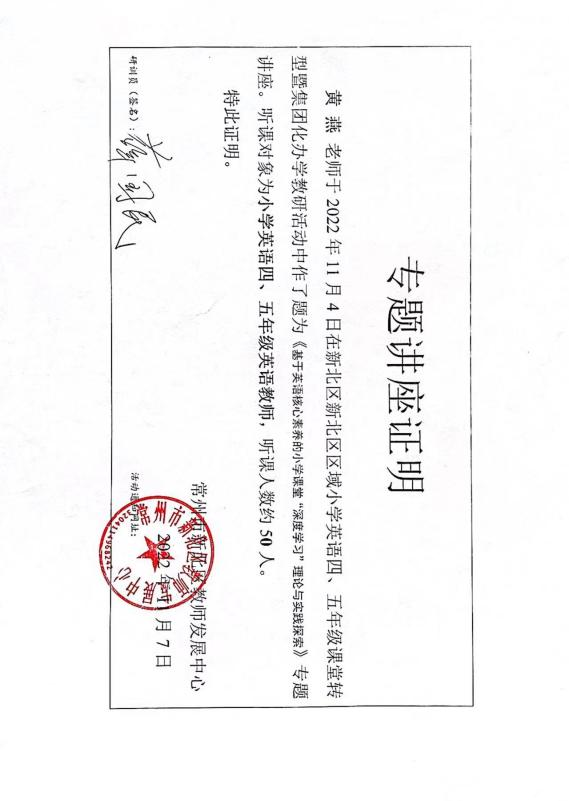 专题讲座证明
黄 燕 老师于 2022 年 11 月 4 日在新北区新北区区域小学英语四、五年级课堂转
型暨集团化办学教研活动中作了题为《基于英语核心素养的小学课堂“深度学习”理论与实践探索》专题
讲座。听课对象为小学英语四、五年级英语教师，听课人数约 50 人。
特此证明。
常州市新北区教师发展中心
2022 年 11 月 7 日
研训员（签名）：
活动通知网址：